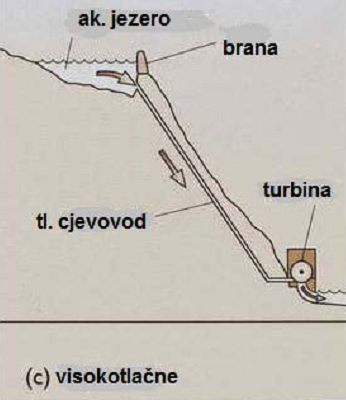 ak. jezero
brana
turbina
tl. cjevovod
(c) visokotlačne